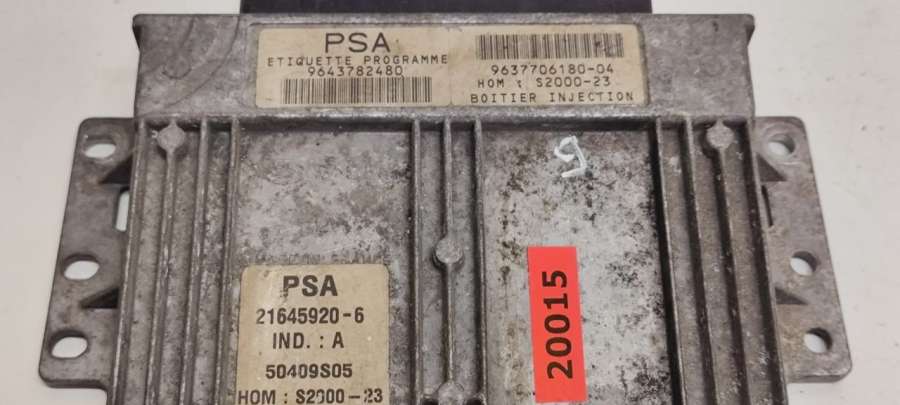 PSA
ETIQUETTE PROGRAMME
9643782480
9637706180-04
HOM : S2000-23
BOITIER INJECTION
9
20015
PSA
21645920-6
IND. : A
50409S05
HOM : S2000-23